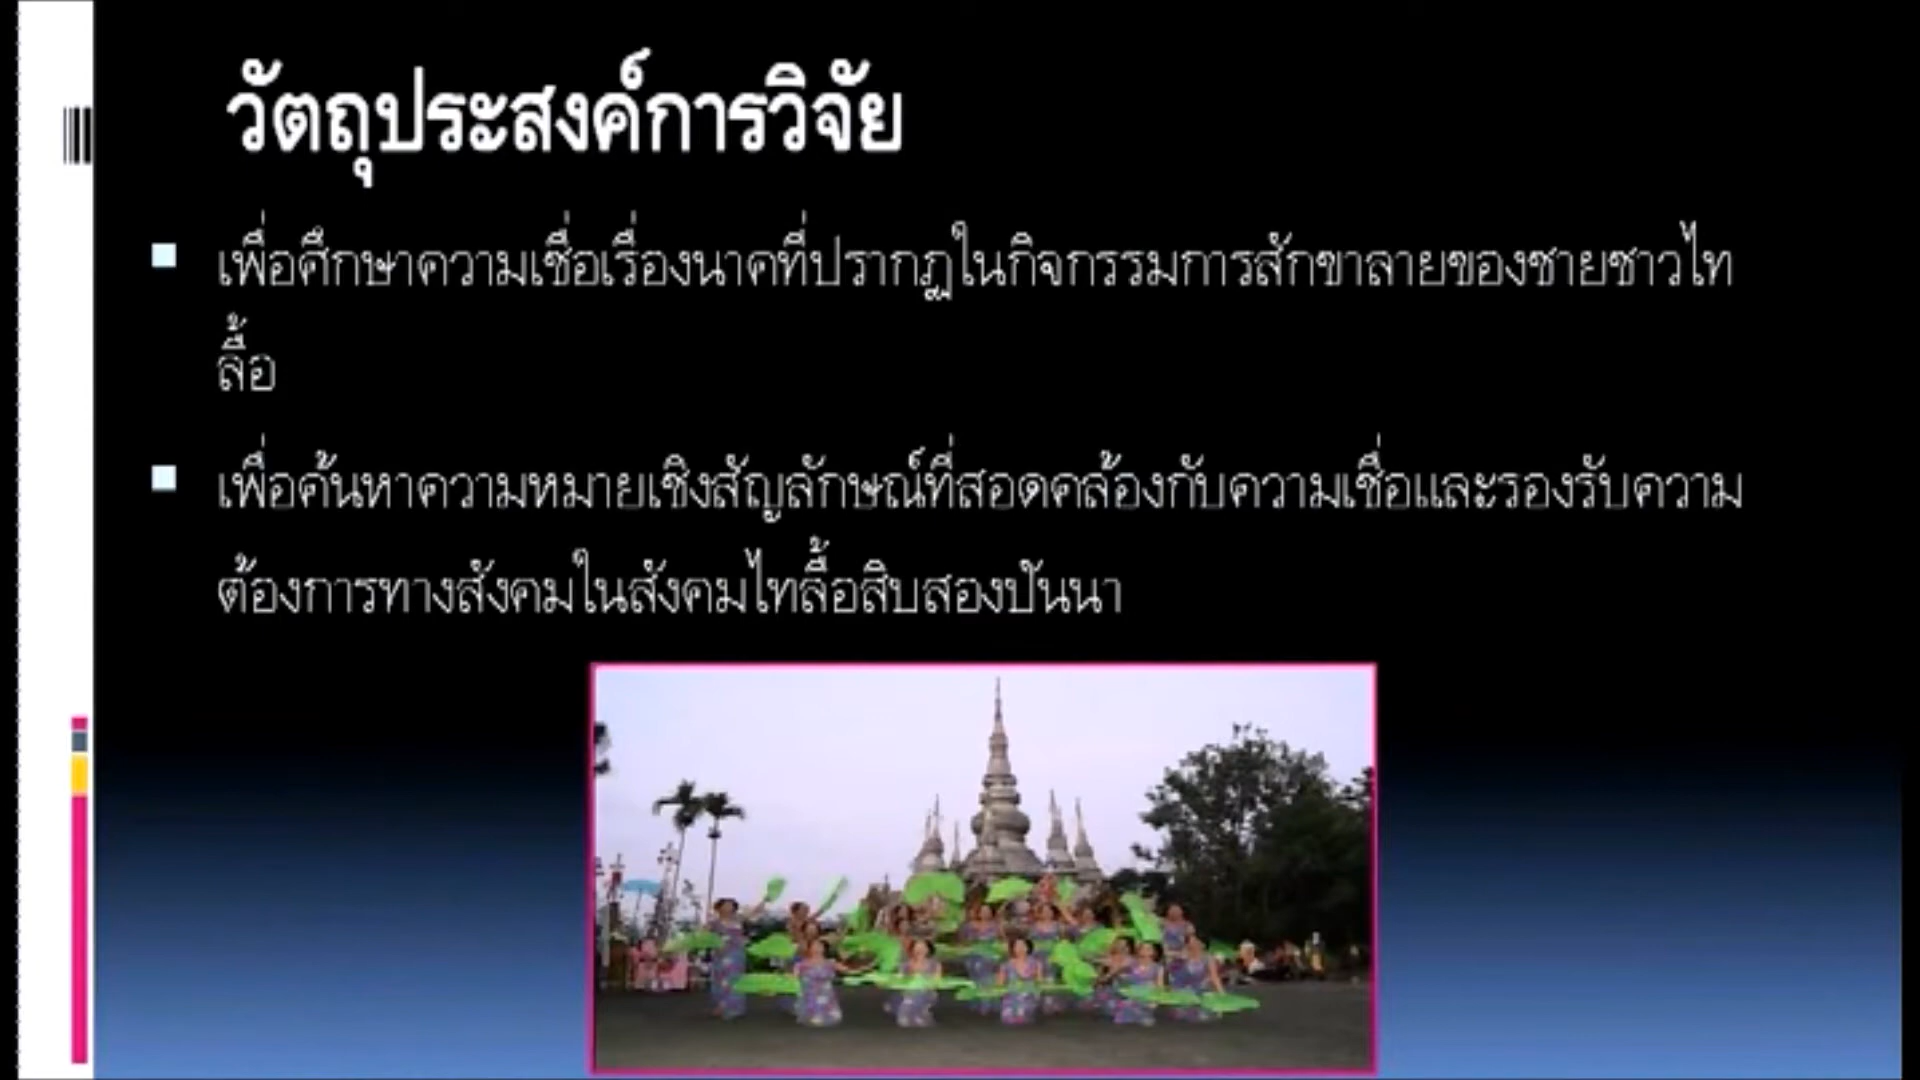 วัตถุประสงค์การวิจัย
เพื่อศึกษาความเชื่อเรื่องนาคที่ปรากฏในกิจกรรมการสักขาลายของชายชาวไท
ลื้อ
เพื่อค้นหาความหมายเชิงสัญลักษณ์ที่สอดคล้องกับความเชื่อและรองรับความ
ต้องการทางสังคมในสังคมไทลื้อสิบสองปันนา